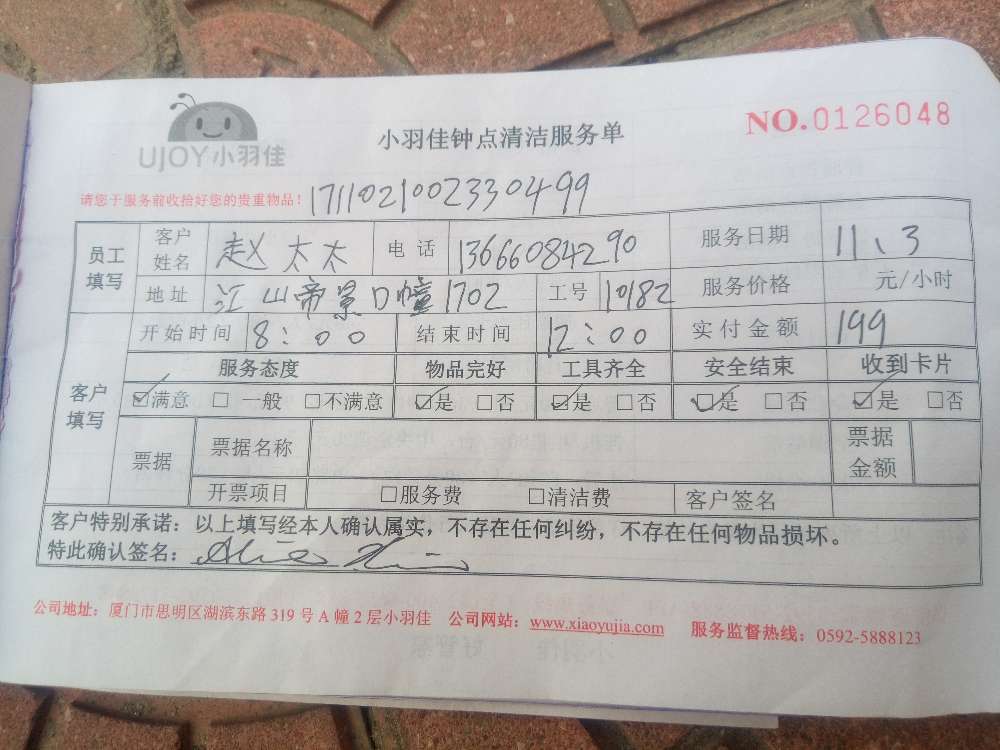 UJOY小羽佳
小羽佳钟点清洁服务单
NO.0126048
请您于服务前收拾好您的贵重物品！ 1711021002330499
员工填写 客户姓名 赵太太 电话 13666084290 服务日期 11、3
地址 江山帝景D幢1702 工号 10182 服务价格 元/小时
客户填写 开始时间 8:00 结束时间 12:00 实付金额 199
服务态度 物品完好 工具齐全 安全结束 收到卡片
☑满意 □一般 □不满意 ☑是 □否 ☑是 □否 ☑是 □否 ☑是 □否
票据 票据名称 票据金额
开票项目 □服务费 □清洁费 客户签名
客户特别承诺：以上填写经本人确认属实，不存在任何纠纷，不存在任何物品损坏。
特此确认签名：
公司地址：厦门市思明区湖滨东路319号A幢2层小羽佳 公司网站：www.xiaoyujia.com 服务监督热线：0592-5888123